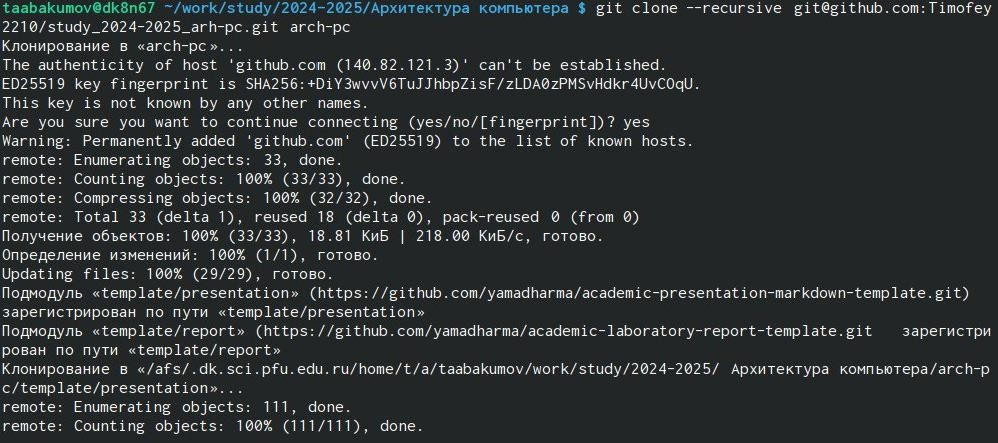 taabakumov@dk8n67 ~/work/study/2024-2025/Архитектура компьютера $ git clone --recursive git@github.com:Timofey
2210/study_2024-2025_arh-pc.git arch-pc
Клонирование в «arch-pc»...
The authenticity of host 'github.com (140.82.121.3)' can't be established.
ED25519 key fingerprint is SHA256:+DiY3wvvV6TuJJhbpZisF/zLDA0zPMSvHdkr4UvCOqU.
This key is not known by any other names.
Are you sure you want to continue connecting (yes/no/[fingerprint])? yes
Warning: Permanently added 'github.com' (ED25519) to the list of known hosts.
remote: Enumerating objects: 33, done.
remote: Counting objects: 100% (33/33), done.
remote: Compressing objects: 100% (32/32), done.
remote: Total 33 (delta 1), reused 18 (delta 0), pack-reused 0 (from 0)
Получение объектов: 100% (33/33), 18.81 КиБ | 218.00 КиБ/с, готово.
Определение изменений: 100% (1/1), готово.
Updating files: 100% (29/29), готово.
Подмодуль «template/presentation» (https://github.com/yamadharma/academic-presentation-markdown-template.git)
зарегистрирован по пути «template/presentation»
Подмодуль «template/report» (https://github.com/yamadharma/academic-laboratory-report-template.git зарегистри
рован по пути «template/report»
Клонирование в «/afs/.dk.sci.pfu.edu.ru/home/t/a/taabakumov/work/study/2024-2025/ Архитектура компьютера/arch-p
c/template/presentation»...
remote: Enumerating objects: 111, done.
remote: Counting objects: 100% (111/111), done.